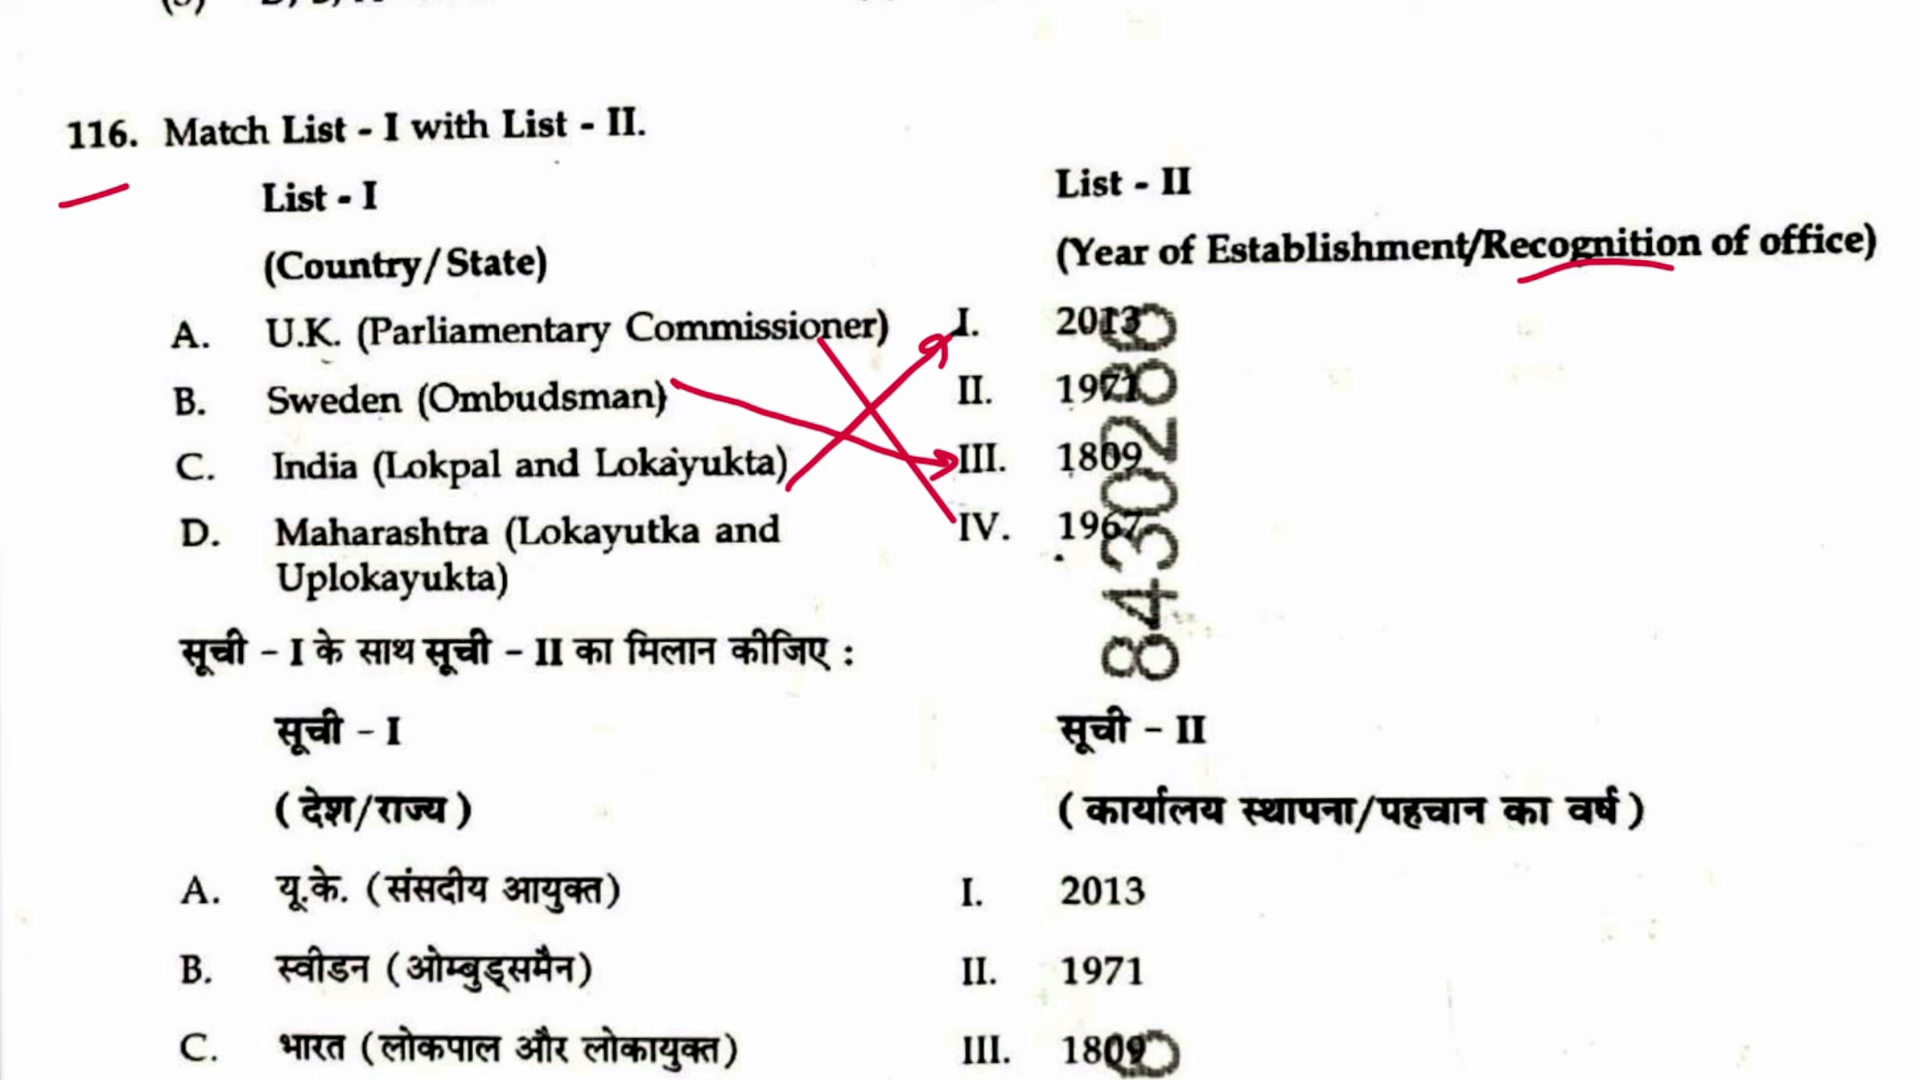 116. Match List - I with List - II.
List - I
List - II
(Country/State)
(Year of Establishment/Recognition of office)
A. U.K. (Parliamentary Commissioner) I. 2013
B. Sweden (Ombudsman) II. 1971
C. India (Lokpal and Lokayukta) III. 1809
D. Maharashtra (Lokayutka and IV. 1967
Uplokayukta)
84302860
सूची - I के साथ सूची - II का मिलान कीजिए :
सूची - I सूची - II
(देश/राज्य) (कार्यालय स्थापना/पहचान का वर्ष)
A. यू.के. (संसदीय आयुक्त) I. 2013
B. स्वीडन (ओम्बुड्समैन) II. 1971
C. भारत (लोकपाल और लोकायुक्त) III. 1809